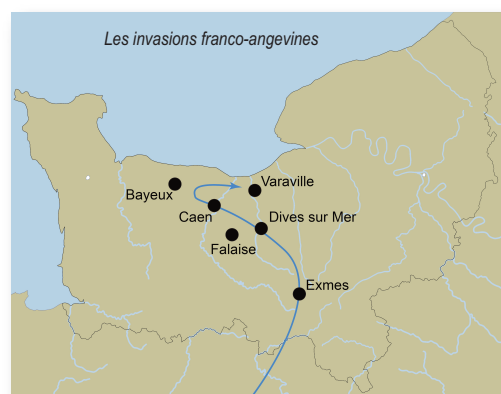 Les invasions franco-angevines
Varaville
Bayeux
Caen
Dives sur Mer
Falaise
Exmes